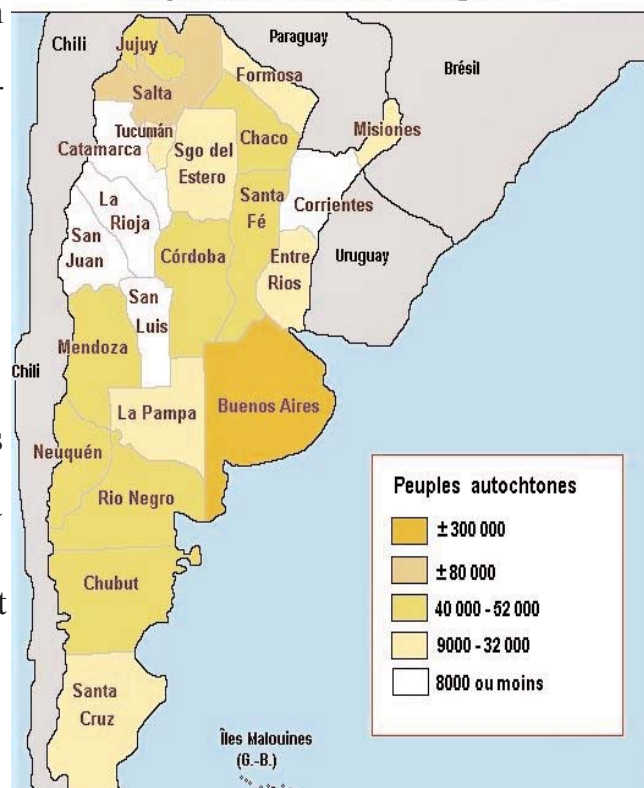 Chili
Jujuy
Paraguay
Brésil
Formosa
Salta
Tucumán
Chaco
Misiones
Catamarca
Sgo del
Estero
Santa
Fé
La
Rioja
Corrientes
San
Juan
Córdoba
Entre
Rios
Uruguay
San
Luis
Mendoza
Chili
La Pampa
Buenos Aires
Neuquén
Rio Negro
Chubut
Santa
Cruz
Îles Malouines
(G.-B.)
Peuples autochtones
± 300 000
± 80 000
40 000 - 52 000
9000 - 32 000
8000 ou moins